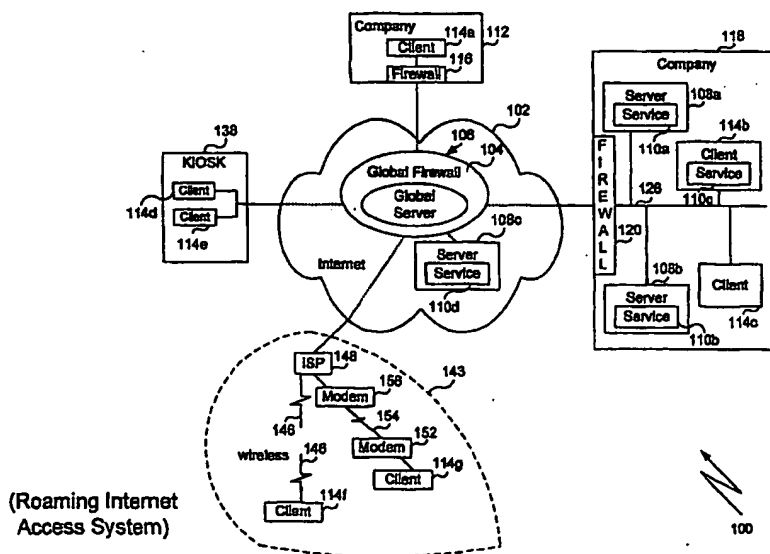 Company
114a
112
Client
116
Firewall
118
Company
Server
108a
Service
110a
114b
Client
Service
110c
126
FIREWALL
120
108b
Server
Service
110b
Client
114c
102
106
104
Global Firewall
Global Server
Internet
108c
Server
Service
110d
138
KIOSK
Client
114d
Client
114e
ISP
148
143
Modem
156
146
154
152
Modem
wireless
146
Client
114g
Client
114f
(Roaming Internet
Access System)
100